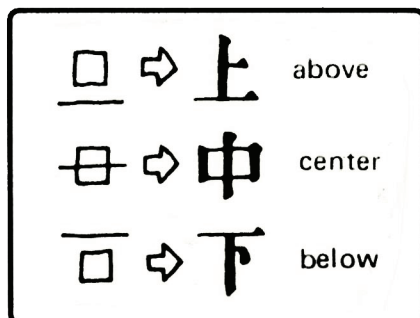 上 above
中 center
下 below